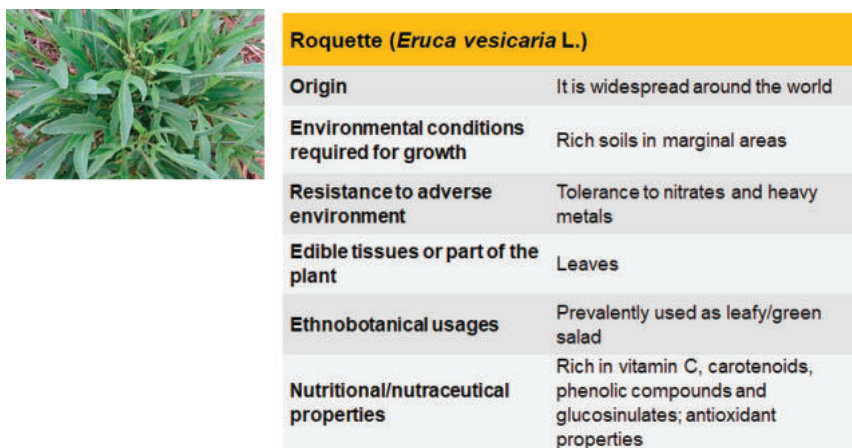 Roquette (Eruca vesicaria L.)
Origin
It is widespread around the world
Environmental conditions
required for growth
Rich soils in marginal areas
Resistance to adverse
environment
Tolerance to nitrates and heavy
metals
Edible tissues or part of the
plant
Leaves
Ethnobotanical usages
Prevalently used as leafy/green
salad
Nutritional/nutraceutical
properties
Rich in vitamin C, carotenoids,
phenolic compounds and
glucosinulates; antioxidant
properties